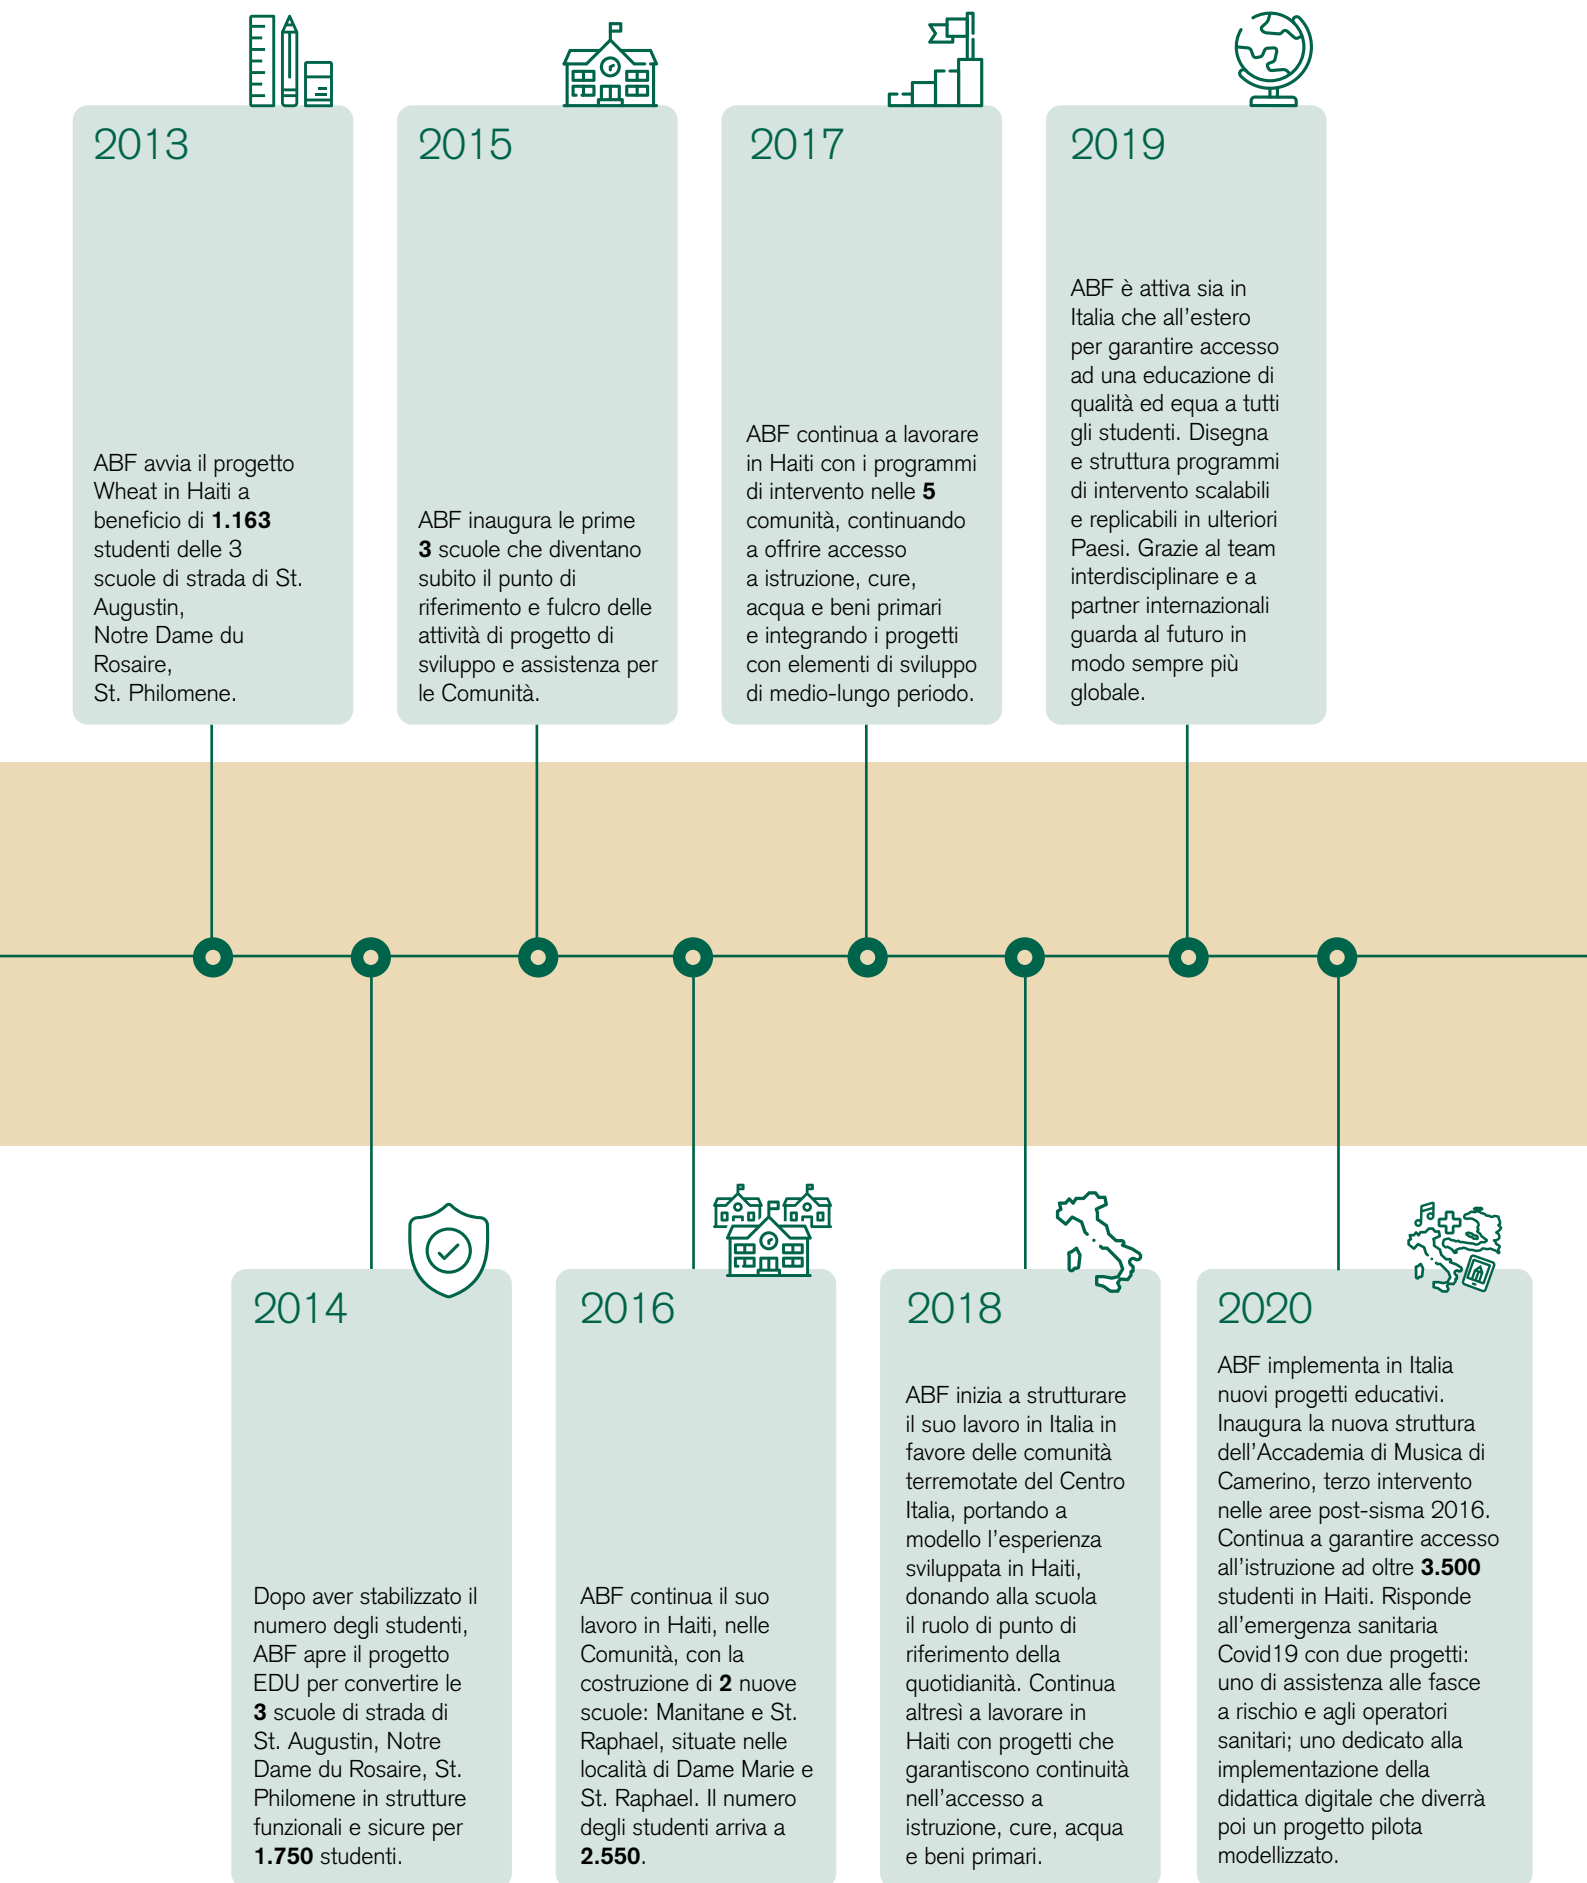 2013
ABF avvia il progetto
Wheat in Haiti a
beneficio di 1.163
studenti delle 3
scuole di strada di St.
Augustin,
Notre Dame du
Rosaire,
St. Philomene.
2015
ABF inaugura le prime
3 scuole che diventano
subito il punto di
riferimento e fulcro delle
attività di progetto di
sviluppo e assistenza per
le Comunità.
2017
ABF continua a lavorare
in Haiti con i programmi
di intervento nelle 5
comunità, continuando
a offrire accesso
a istruzione, cure,
acqua e beni primari
e integrando i progetti
con elementi di sviluppo
di medio-lungo periodo.
2019
ABF è attiva sia in
Italia che all'estero
per garantire accesso
ad una educazione di
qualità ed equa a tutti
gli studenti. Disegna
e struttura programmi
di intervento scalabili
e replicabili in ulteriori
Paesi. Grazie al team
interdisciplinare e a
partner internazionali
guarda al futuro in
modo sempre più
globale.
2014
Dopo aver stabilizzato il
numero degli studenti,
ABF apre il progetto
EDU per convertire le
3 scuole di strada di
St. Augustin, Notre
Dame du Rosaire, St.
Philomene in strutture
funzionali e sicure per
1.750 studenti.
2016
ABF continua il suo
lavoro in Haiti, nelle
Comunità, con la
costruzione di 2 nuove
scuole: Manitane e St.
Raphael, situate nelle
località di Dame Marie e
St. Raphael. Il numero
degli studenti arriva a
2.550.
2018
ABF inizia a strutturare
il suo lavoro in Italia in
favore delle comunità
terremotate del Centro
Italia, portando a
modello l'esperienza
sviluppata in Haiti,
donando alla scuola
il ruolo di punto di
riferimento della
quotidianità. Continua
altresì a lavorare in
Haiti con progetti che
garantiscono continuità
nell'accesso a
istruzione, cure, acqua
e beni primari.
2020
ABF implementa in Italia
nuovi progetti educativi.
Inaugura la nuova struttura
dell'Accademia di Musica di
Camerino, terzo intervento
nelle aree post-sisma 2016.
Continua a garantire accesso
all'istruzione ad oltre 3.500
studenti in Haiti. Risponde
all'emergenza sanitaria
Covid19 con due progetti:
uno di assistenza alle fasce
a rischio e agli operatori
sanitari; uno dedicato alla
implementazione della
didattica digitale che diverrà
poi un progetto pilota
modellizzato.